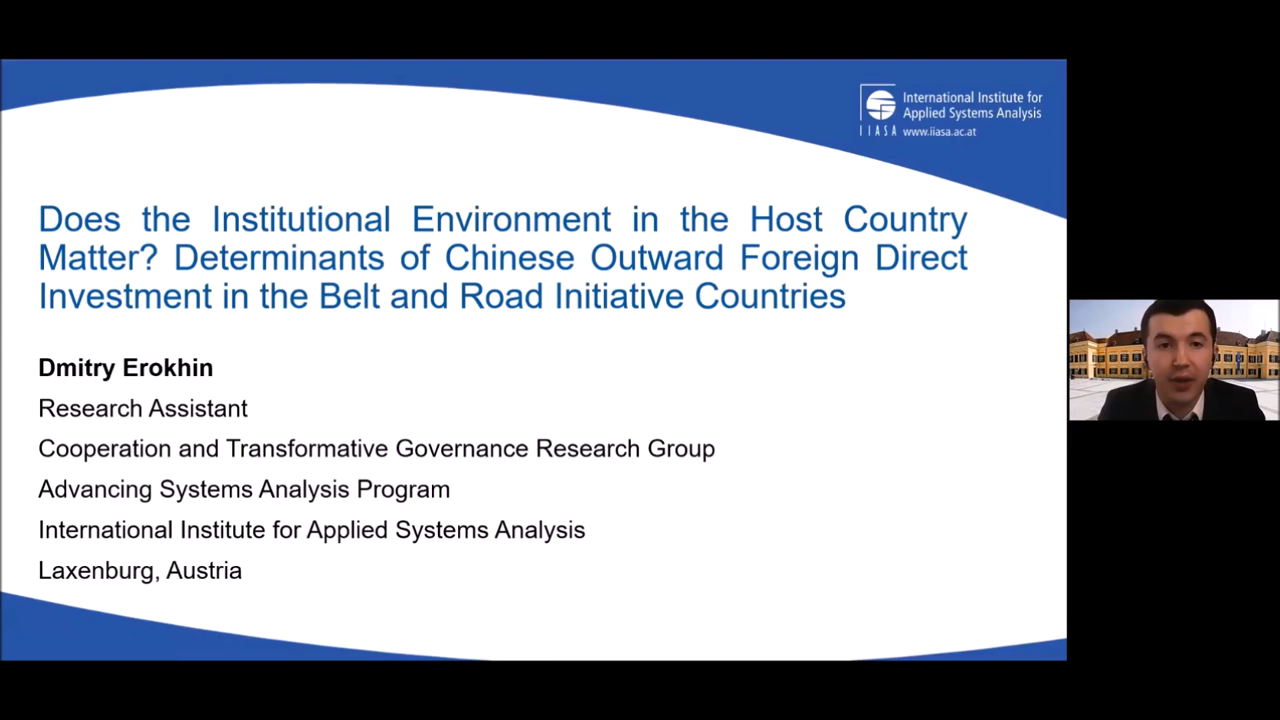 International Institute for
Applied Systems Analysis
IIASA www.iiasa.ac.at
Does the Institutional Environment in the Host Country
Matter? Determinants of Chinese Outward Foreign Direct
Investment in the Belt and Road Initiative Countries
Dmitry Erokhin
Research Assistant
Cooperation and Transformative Governance Research Group
Advancing Systems Analysis Program
International Institute for Applied Systems Analysis
Laxenburg, Austria